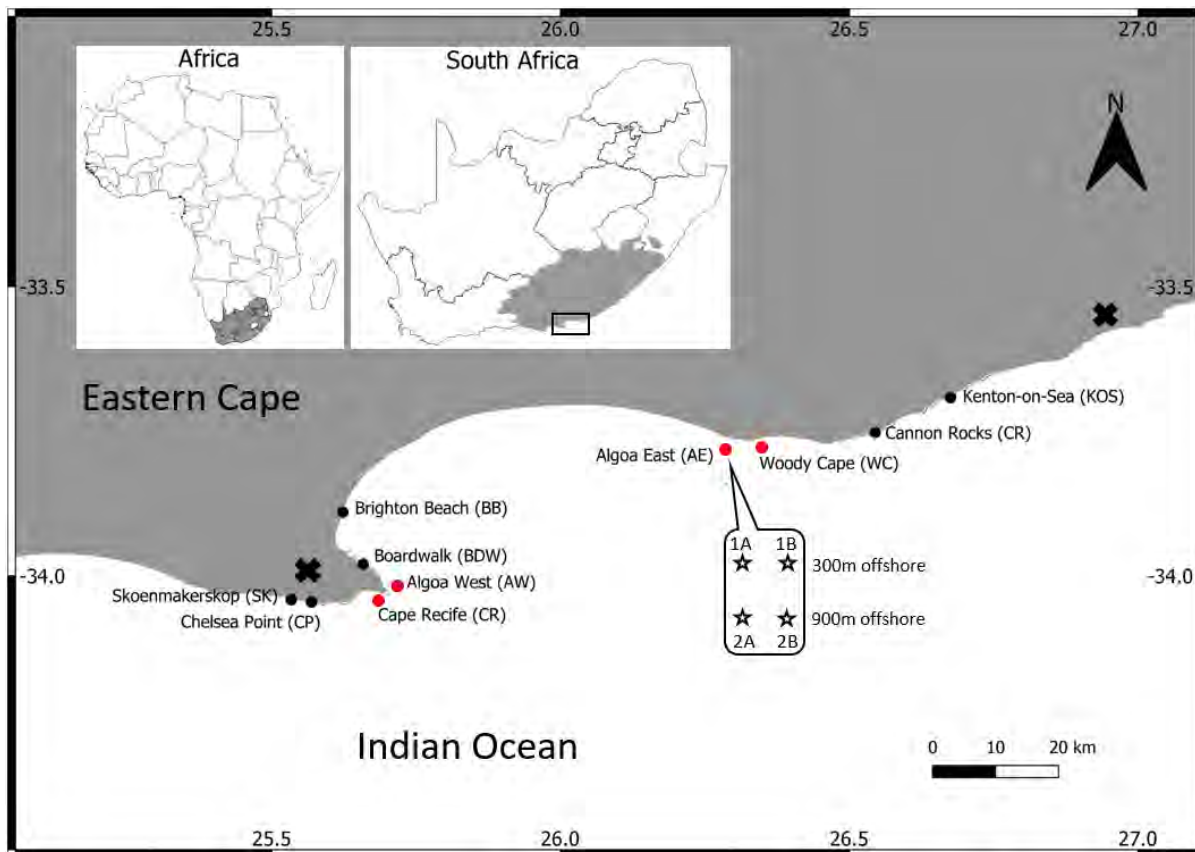 25.5
26.0
26.5
27.0
Africa
South Africa
N
-33.5
-33.5
Eastern Cape
Kenton-on-Sea (KOS)
Cannon Rocks (CR)
Algoa East (AE)
Woody Cape (WC)
Brighton Beach (BB)
1A
1B
Boardwalk (BDW)
300m offshore
-34.0
-34.0
Algoa West (AW)
Skoenmakerskop (SK)
Cape Recife (CR)
Chelsea Point (CP)
900m offshore
2A
2B
Indian Ocean
0
10
20 km
25.5
26.0
26.5
27.0